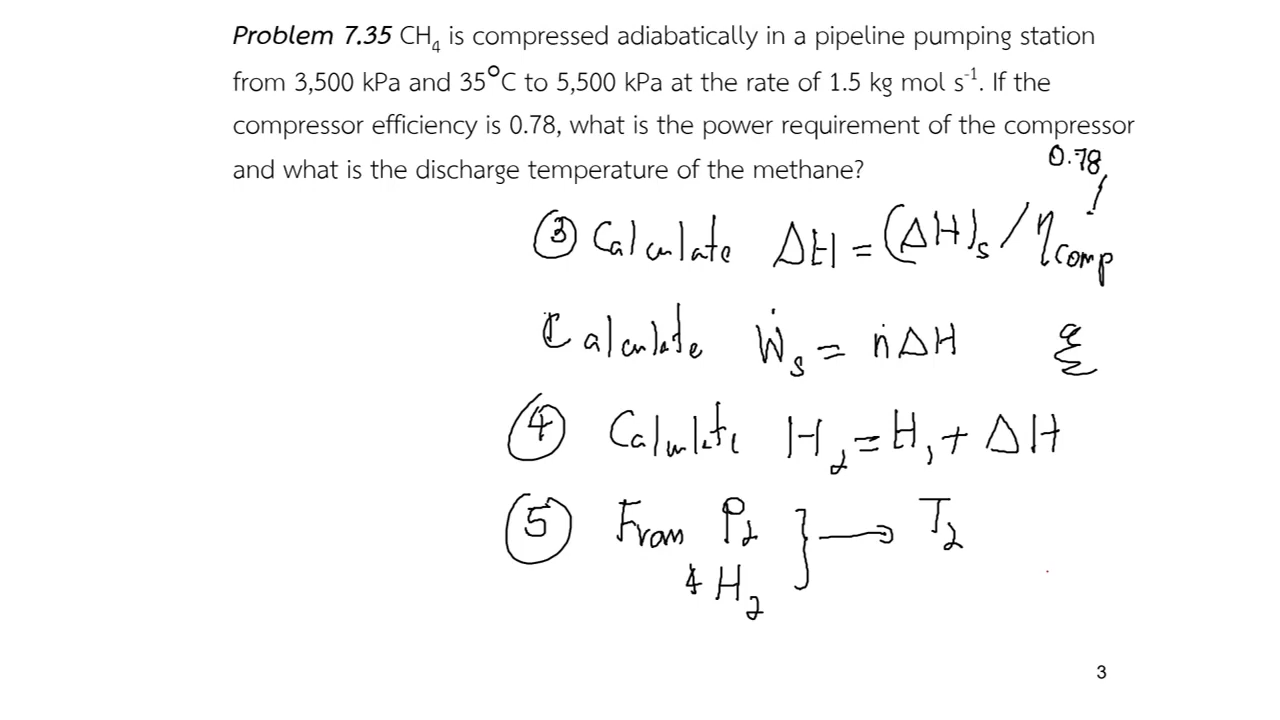 Problem 7.35 CH₄ is compressed adiabatically in a pipeline pumping station
from 3,500 kPa and 35°C to 5,500 kPa at the rate of 1.5 kg mol s⁻¹. If the
compressor efficiency is 0.78, what is the power requirement of the compressor
and what is the discharge temperature of the methane?
0.78
③ Calculate ΔH = (ΔH)ₛ / η comp
Calculate Ẇₛ = ṅΔH
④ Calculate H₂ = H₁ + ΔH
⑤ From P₂ } → T₂
& H₂
3